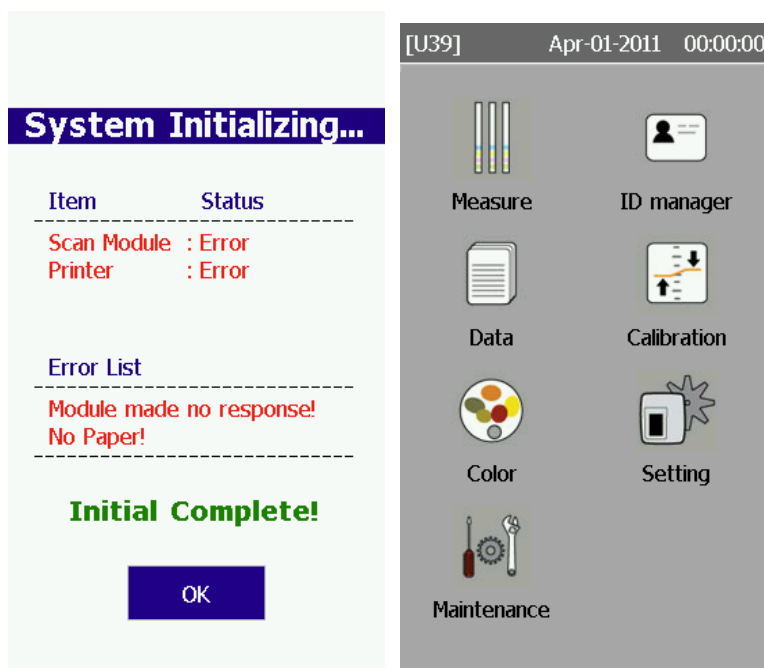 System Initializing...
Item Status
Scan Module : Error
Printer : Error
Error List
Module made no response!
No Paper!
Initial Complete!
OK
[U39] Apr-01-2011 00:00:00
Measure ID manager
Data Calibration
Color Setting
Maintenance